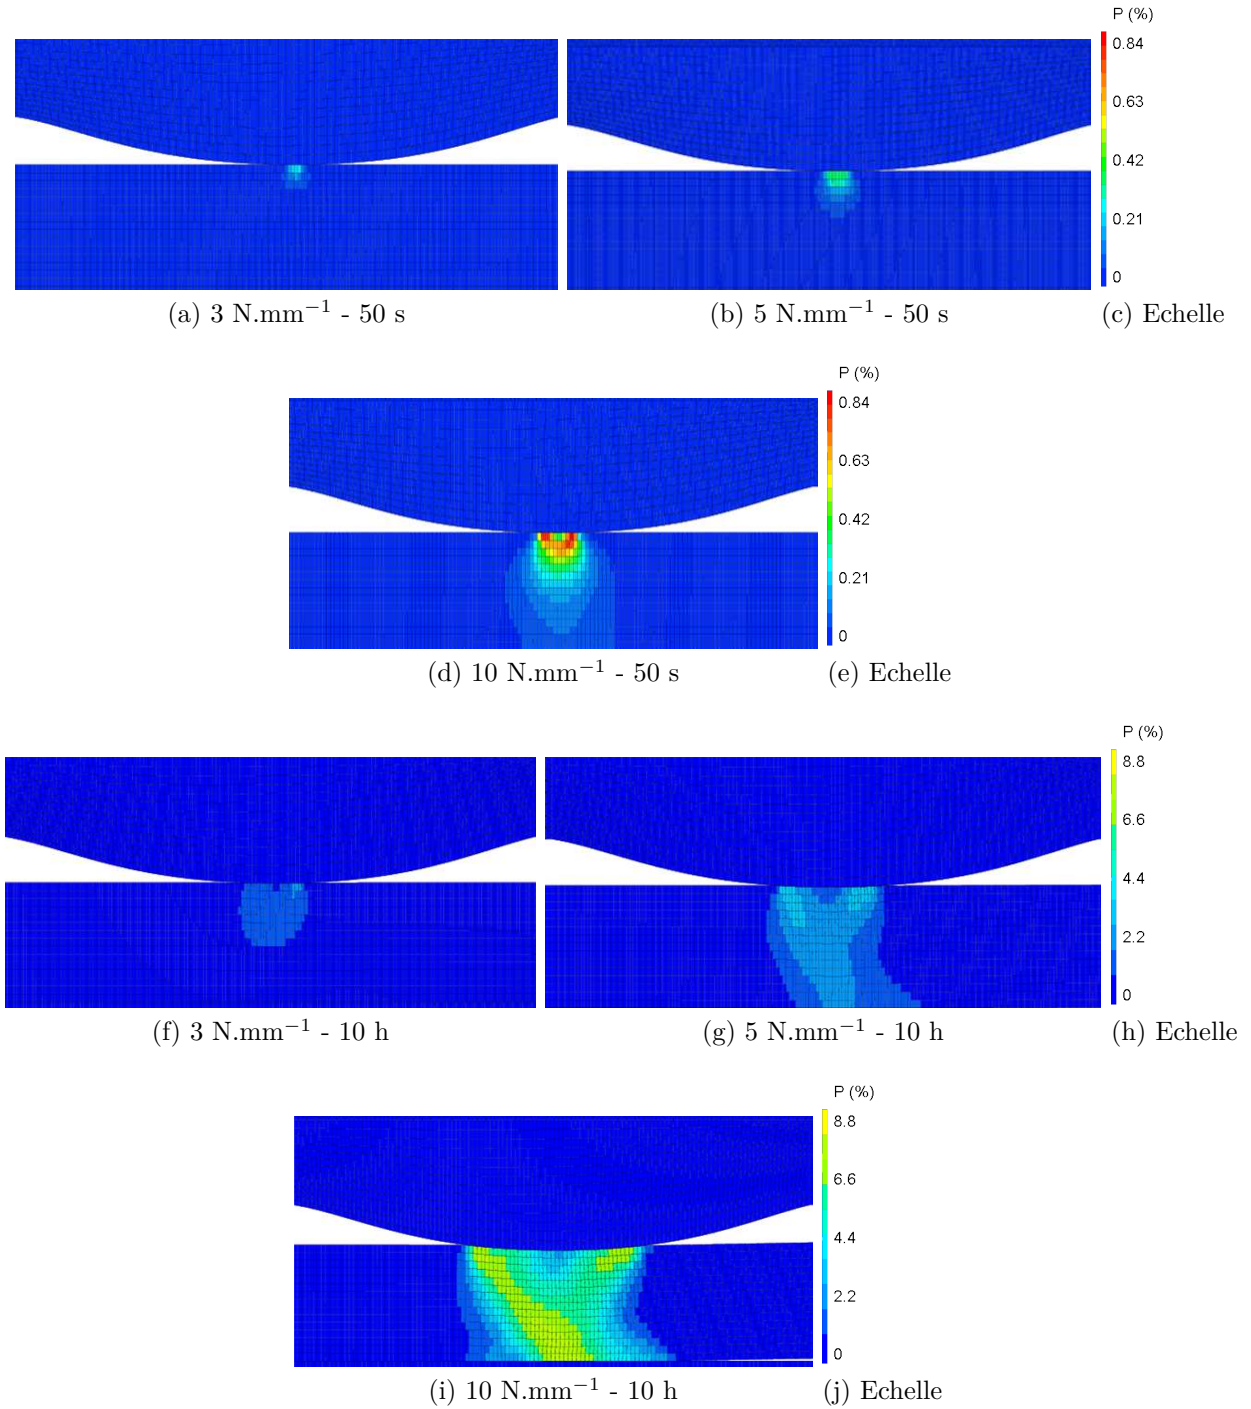 P (%)
0.84
0.63
0.42
0.21
0
(a) 3 N.mm⁻¹ - 50 s
(b) 5 N.mm⁻¹ - 50 s
(c) Echelle
P (%)
0.84
0.63
0.42
0.21
0
(d) 10 N.mm⁻¹ - 50 s
(e) Echelle
P (%)
8.8
6.6
4.4
2.2
0
(f) 3 N.mm⁻¹ - 10 h
(g) 5 N.mm⁻¹ - 10 h
(h) Echelle
P (%)
8.8
6.6
4.4
2.2
0
(i) 10 N.mm⁻¹ - 10 h
(j) Echelle